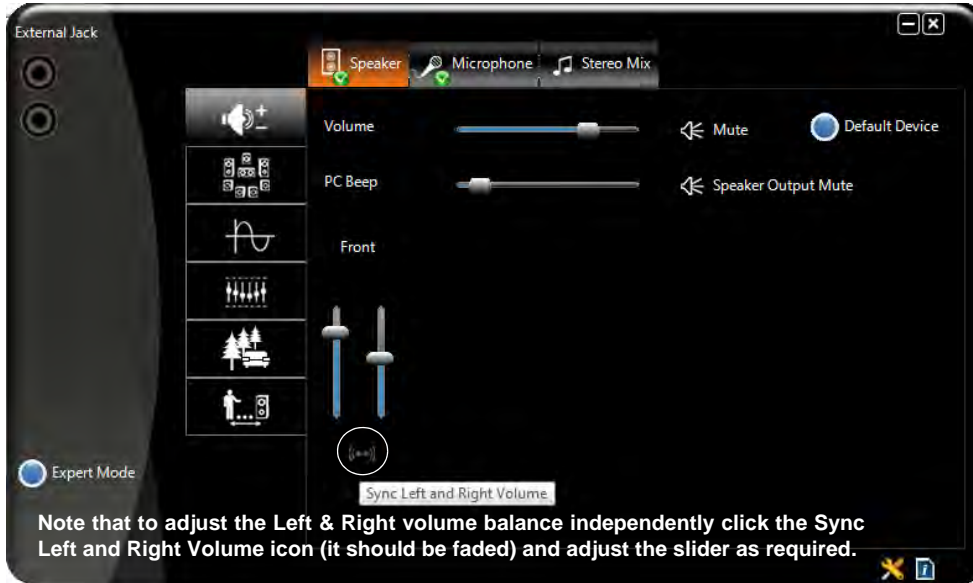 External Jack
Speaker
Microphone
Stereo Mix
Volume
Mute
Default Device
PC Beep
Speaker Output Mute
Front
Expert Mode
Sync Left and Right Volume
Note that to adjust the Left & Right volume balance independently click the Sync
Left and Right Volume icon (it should be faded) and adjust the slider as required.